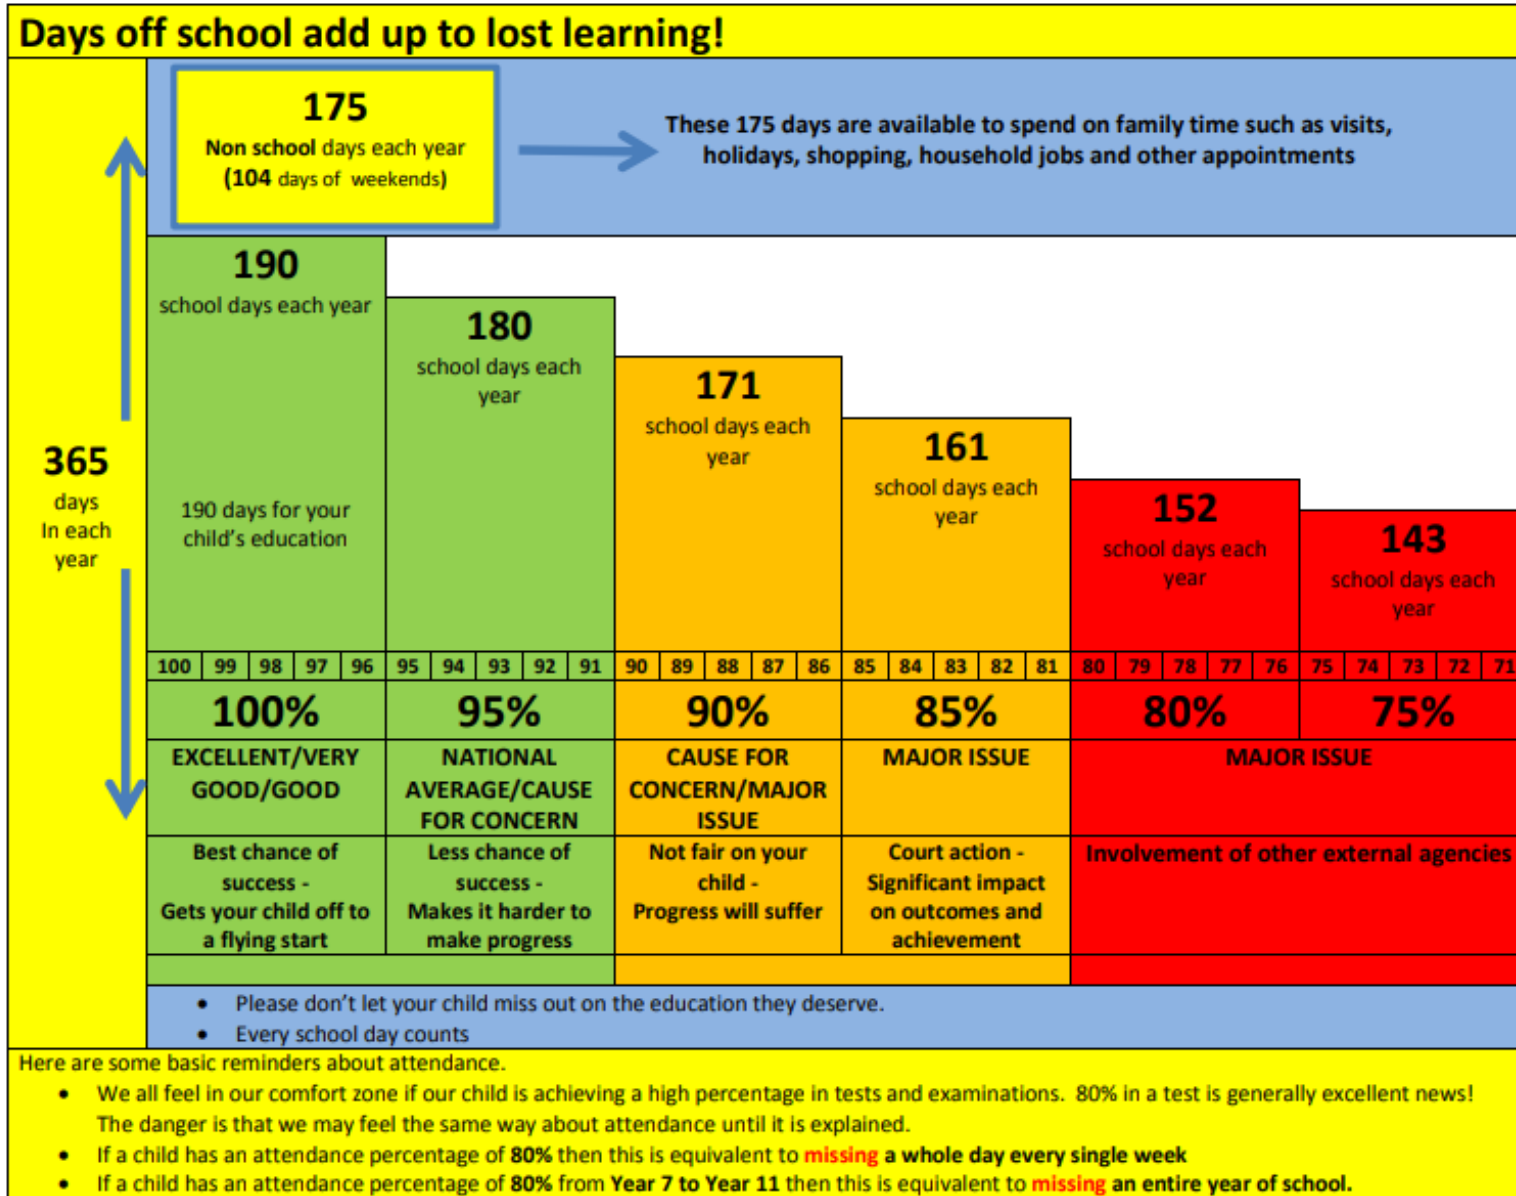 Days off school add up to lost learning!
175
Non school days each year
(104 days of weekends)
These 175 days are available to spend on family time such as visits,
holidays, shopping, household jobs and other appointments
365
days
In each
year
190
school days each year
190 days for your
child's education
180
school days each
year
171
school days each
year
161
school days each
year
152
school days each
year
143
school days each
year
100 99 98 97 96 95 94 93 92 91 90 89 88 87 86 85 84 83 82 81 80 79 78 77 76 75 74 73 72 71
100% 95% 90% 85% 80% 75%
EXCELLENT/VERY
GOOD/GOOD
NATIONAL
AVERAGE/CAUSE
FOR CONCERN
CAUSE FOR
CONCERN/MAJOR
ISSUE
MAJOR ISSUE
MAJOR ISSUE
Best chance of
success -
Gets your child off to
a flying start
Less chance of
success -
Makes it harder to
make progress
Not fair on your
child -
Progress will suffer
Court action -
Significant impact
on outcomes and
achievement
Involvement of other external agencies
• Please don't let your child miss out on the education they deserve.
• Every school day counts
Here are some basic reminders about attendance.
• We all feel in our comfort zone if our child is achieving a high percentage in tests and examinations. 80% in a test is generally excellent news!
The danger is that we may feel the same way about attendance until it is explained.
• If a child has an attendance percentage of 80% then this is equivalent to missing a whole day every single week
• If a child has an attendance percentage of 80% from Year 7 to Year 11 then this is equivalent to missing an entire year of school.